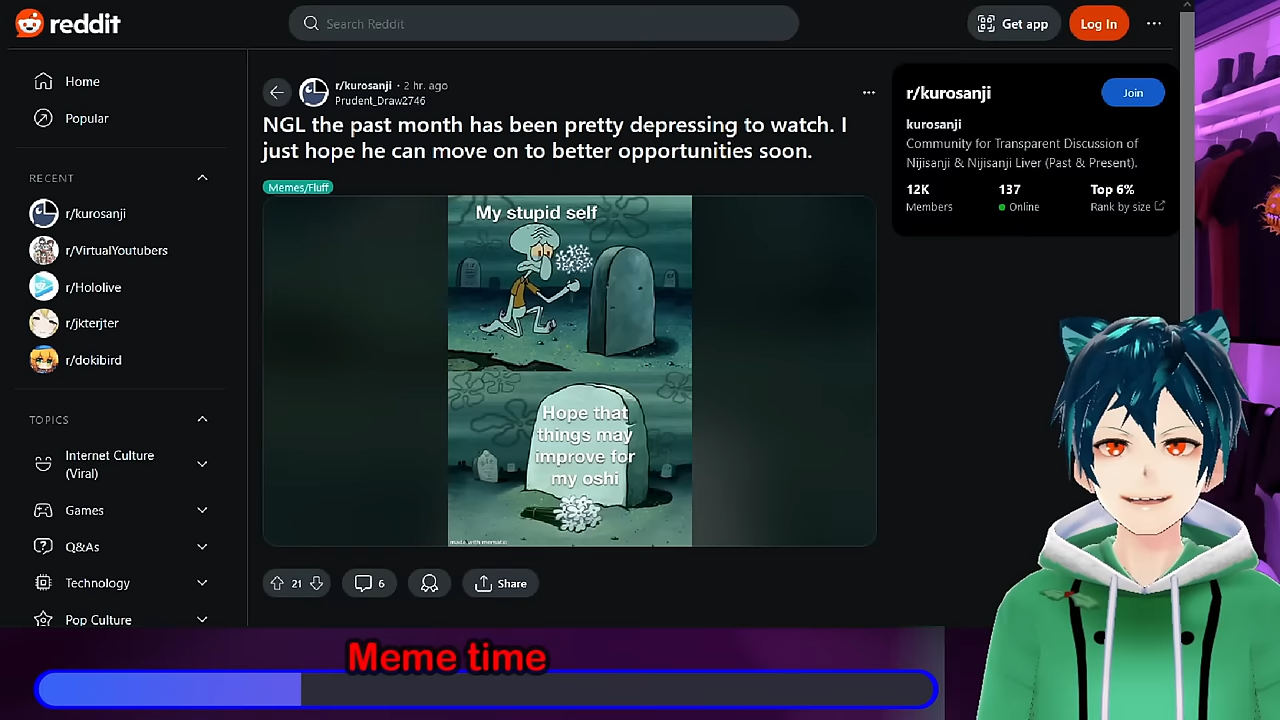 reddit
Search Reddit
Get app
Log In
Home
Popular
RECENT
r/kurosanji
r/VirtualYoutubers
r/Hololive
r/jkterjter
r/dokibird
TOPICS
Internet Culture
(Viral)
Games
Q&As
Technology
Pop Culture
r/kurosanji • 2 hr. ago
Prudent_Draw2746
NGL the past month has been pretty depressing to watch. I
just hope he can move on to better opportunities soon.
Memes/Fluff
My stupid self
Hope that
things may
improve for
my oshi
made with mematic
21
6
Share
r/kurosanji
Join
kurosanji
Community for Transparent Discussion of
Nijisanji & Nijisanji Liver (Past & Present).
12K 137 Top 6%
Members Online Rank by size
Meme time